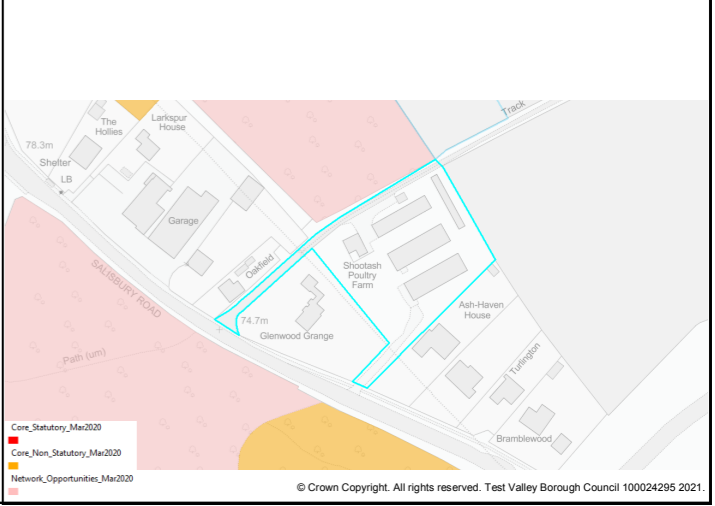 Track
The
Hollies
Larkspur
House
78.3m
Shelter
LB
Garage
Oakfield
Shootash
Poultry
Farm
SALISBURY ROAD
74.7m
Glenwood Grange
Ash-Haven
House
Turlington
Path (um)
Bramblewood
Core_Statutory_Mar2020
Core_Non_Statutory_Mar2020
Network_Opportunities_Mar2020
© Crown Copyright. All rights reserved. Test Valley Borough Council 100024295 2021.